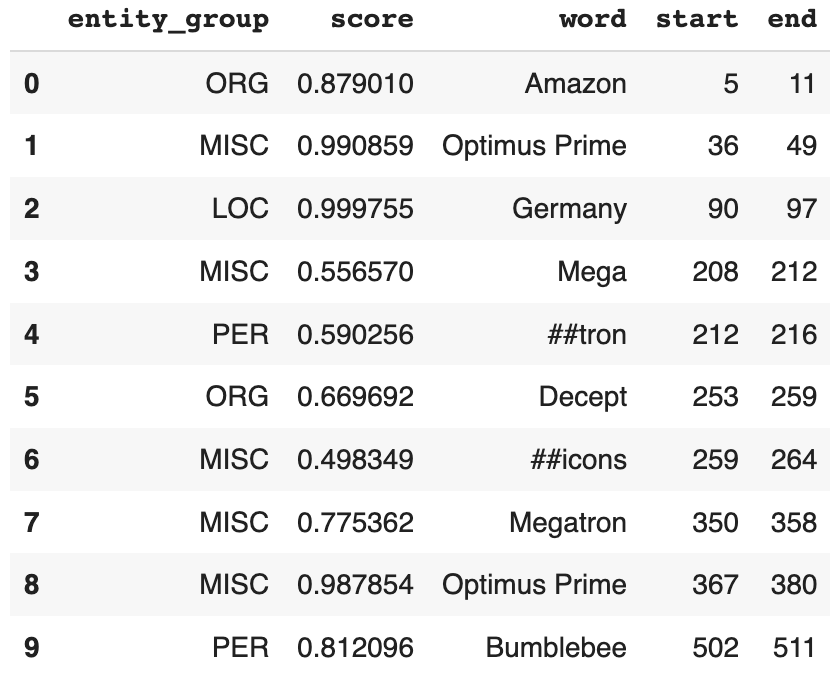 entity_group score word start end
0 ORG 0.879010 Amazon 5 11
1 MISC 0.990859 Optimus Prime 36 49
2 LOC 0.999755 Germany 90 97
3 MISC 0.556570 Mega 208 212
4 PER 0.590256 ##tron 212 216
5 ORG 0.669692 Decept 253 259
6 MISC 0.498349 ##icons 259 264
7 MISC 0.775362 Megatron 350 358
8 MISC 0.987854 Optimus Prime 367 380
9 PER 0.812096 Bumblebee 502 511